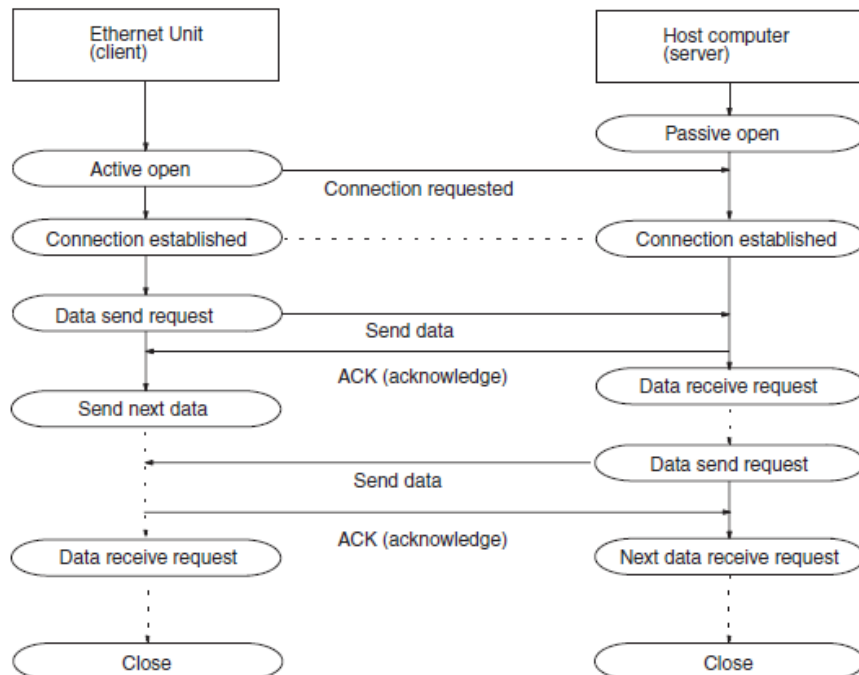 Ethernet Unit
(client)
Host computer
(server)
Passive open
Active open
Connection requested
Connection established
Connection established
Data send request
Send data
ACK (acknowledge)
Data receive request
Send next data
Data send request
Send data
ACK (acknowledge)
Data receive request
Next data receive request
Close
Close